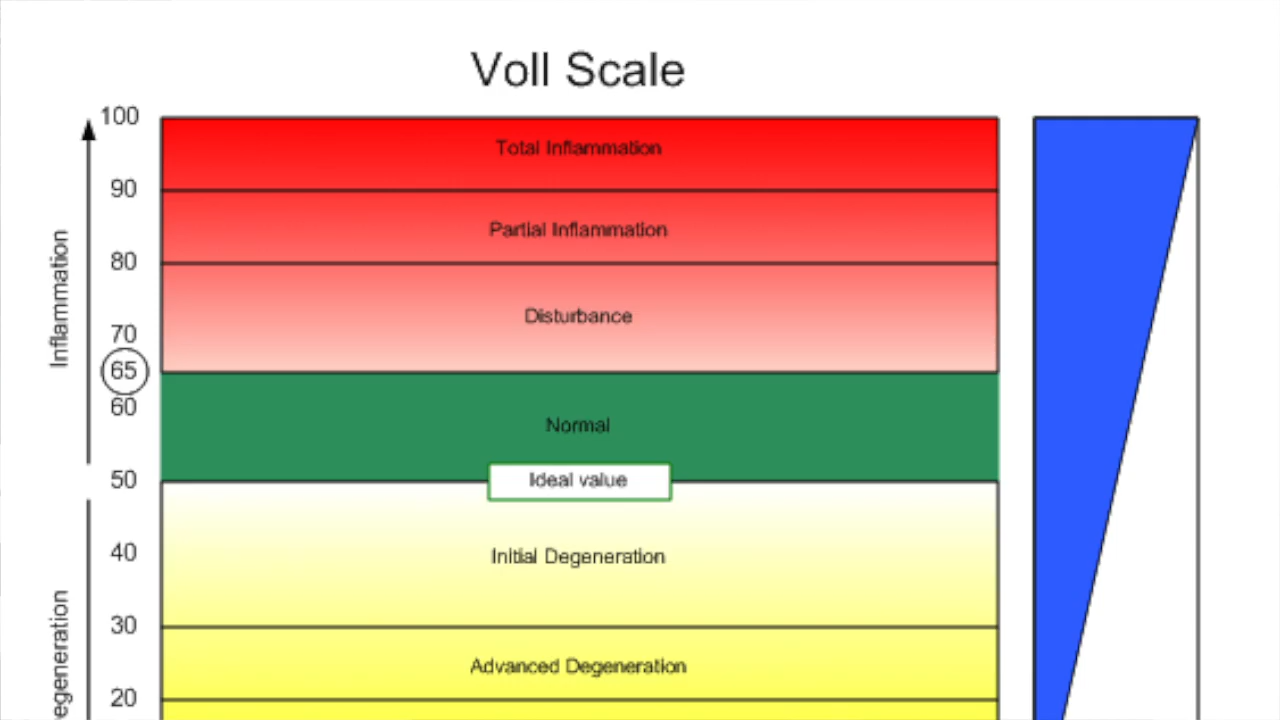 Voll Scale
100
Total Inflammation
90
Partial Inflammation
80
Disturbance
70
65
60
Normal
50
Ideal value
40
Initial Degeneration
30
Advanced Degeneration
20
Inflammation
egeneration